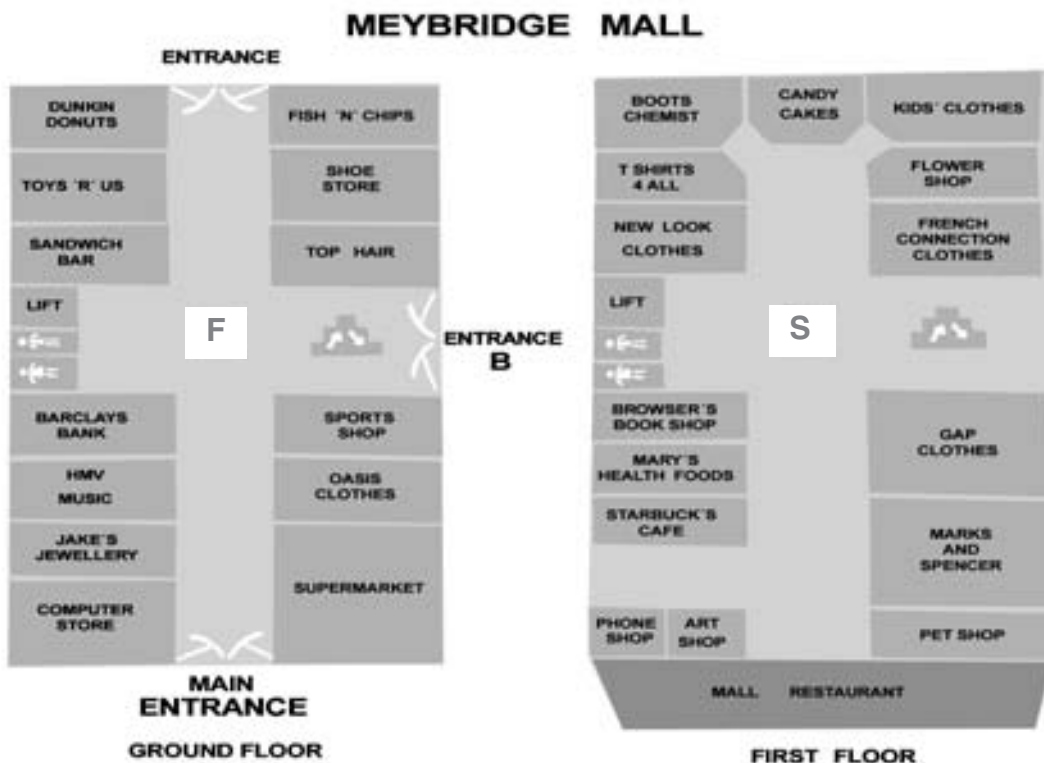 MEYBRIDGE MALL
ENTRANCE
DUNKIN
DONUTS
FISH 'N' CHIPS
TOYS 'R' US
SHOE
STORE
SANDWICH
BAR
TOP HAIR
LIFT
F
ENTRANCE
B
BARCLAYS
BANK
SPORTS
SHOP
HMV
MUSIC
OASIS
CLOTHES
JAKE'S
JEWELLERY
SUPERMARKET
COMPUTER
STORE
MAIN
ENTRANCE
GROUND FLOOR
BOOTS
CHEMIST
CANDY
CAKES
KIDS' CLOTHES
T SHIRTS
4 ALL
FLOWER
SHOP
NEW LOOK
CLOTHES
FRENCH
CONNECTION
CLOTHES
LIFT
S
BROWSER'S
BOOK SHOP
GAP
CLOTHES
MARY'S
HEALTH FOODS
STARBUCK'S
CAFE
MARKS
AND
SPENCER
PHONE
SHOP
ART
SHOP
PET SHOP
MALL RESTAURANT
FIRST FLOOR